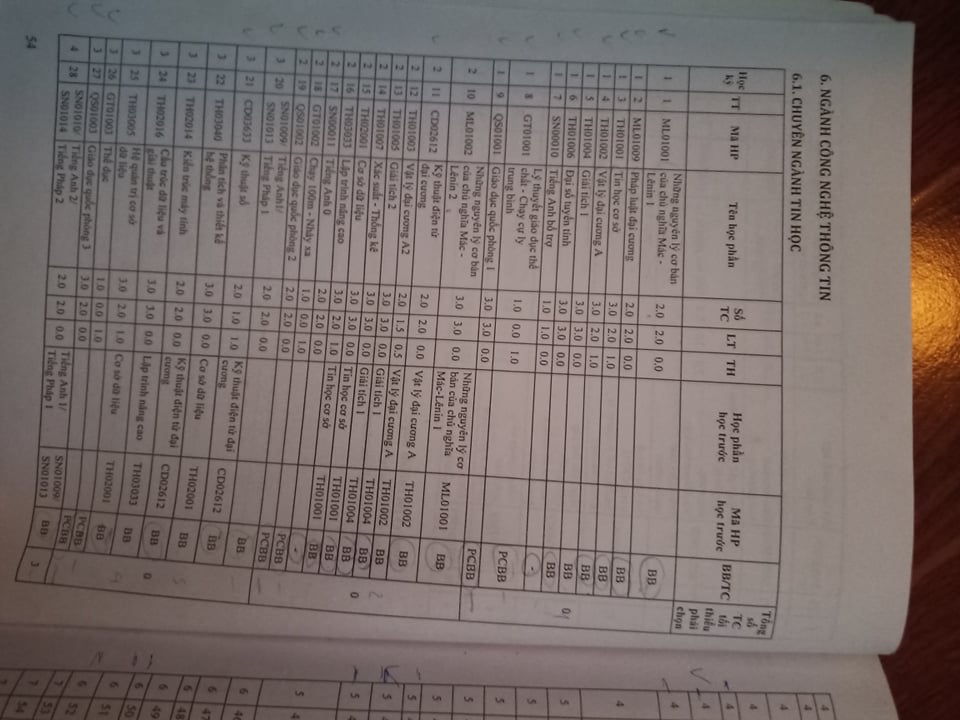 6. NGÀNH CÔNG NGHỆ THÔNG TIN
6.1. CHUYÊN NGÀNH TIN HỌC
Học kỳ TT Mã HP Tên học phần Số TC LT TH Học phần học trước Mã HP học trước BB/TC Tổng số TC tối thiểu phải chọn
1 1 ML01001 Những nguyên lý cơ bản của chủ nghĩa Mác - Lênin 1 2.0 2.0 0.0 BB
1 2 ML01009 Pháp luật đại cương 2.0 2.0 0.0 BB
1 3 TH01001 Tin học cơ sở 3.0 2.0 1.0 BB
1 4 TH01002 Vật lý đại cương A 3.0 2.0 1.0 BB
1 5 TH01004 Giải tích 1 3.0 3.0 0.0 BB 0
1 6 TH01006 Đại số tuyến tính 3.0 3.0 0.0 BB
1 7 SN00010 Tiếng Anh bổ trợ 1.0 1.0 0.0 -
1 8 GT01001 Lý thuyết giáo dục thể chất - Chạy cự ly trung bình 1.0 0.0 1.0 PCBB
1 9 QS01001 Giáo dục quốc phòng 1 3.0 3.0 0.0 PCBB
2 10 ML01002 Những nguyên lý cơ bản của chủ nghĩa Mác - Lênin 2 3.0 3.0 0.0 Những nguyên lý cơ bản của chủ nghĩa Mác-Lênin 1 ML01001 BB
2 11 CD02612 Kỹ thuật điện tử đại cương 2.0 2.0 0.0 Vật lý đại cương A TH01002 BB
2 12 TH01003 Vật lý đại cương A2 2.0 1.5 0.5 Vật lý đại cương A TH01002 BB
2 13 TH01005 Giải tích 2 3.0 3.0 0.0 Giải tích 1 TH01004 BB
2 14 TH01007 Xác suất - Thống kê 3.0 3.0 0.0 Giải tích 1 TH01004 BB 0
2 15 TH02001 Cơ sở dữ liệu 3.0 3.0 0.0 Tin học cơ sở TH01001 BB
2 16 TH03033 Lập trình nâng cao 3.0 2.0 1.0 Tin học cơ sở TH01001 BB
2 17 SN00011 Tiếng Anh 0 2.0 2.0 0.0 -
2 18 GT01002 Chạy 100m - Nhảy xa 1.0 0.0 1.0 PCBB
2 19 QS01002 Giáo dục quốc phòng 2 2.0 2.0 0.0 PCBB
3 20 SN01009/ SN01013 Tiếng Anh1/ Tiếng Pháp 1 2.0 2.0 0.0 BB
3 21 CD03633 Kỹ thuật số 2.0 1.0 1.0 Kỹ thuật điện tử đại cương CD02612 BB
3 22 TH03040 Phân tích và thiết kế hệ thống 3.0 3.0 0.0 Cơ sở dữ liệu TH02001 BB
3 23 TH02014 Kiến trúc máy tính 2.0 2.0 0.0 Kỹ thuật điện tử đại cương CD02612 BB
3 24 TH02016 Cấu trúc dữ liệu và giải thuật 3.0 3.0 0.0 Lập trình nâng cao TH03033 BB 0
3 25 TH03005 Hệ quản trị cơ sở dữ liệu 3.0 2.0 1.0 Cơ sở dữ liệu TH02001 BB
3 26 GT01003 Thể dục 1.0 0.0 1.0 PCBB
3 27 QS01003 Giáo dục quốc phòng 3 3.0 2.0 0.0 PCBB
4 28 SN01010/ SN01014 Tiếng Anh 2/ Tiếng Pháp 2 2.0 2.0 0.0 Tiếng Anh 1/ Tiếng Pháp 1 SN01009/ SN01013 BB 3
54